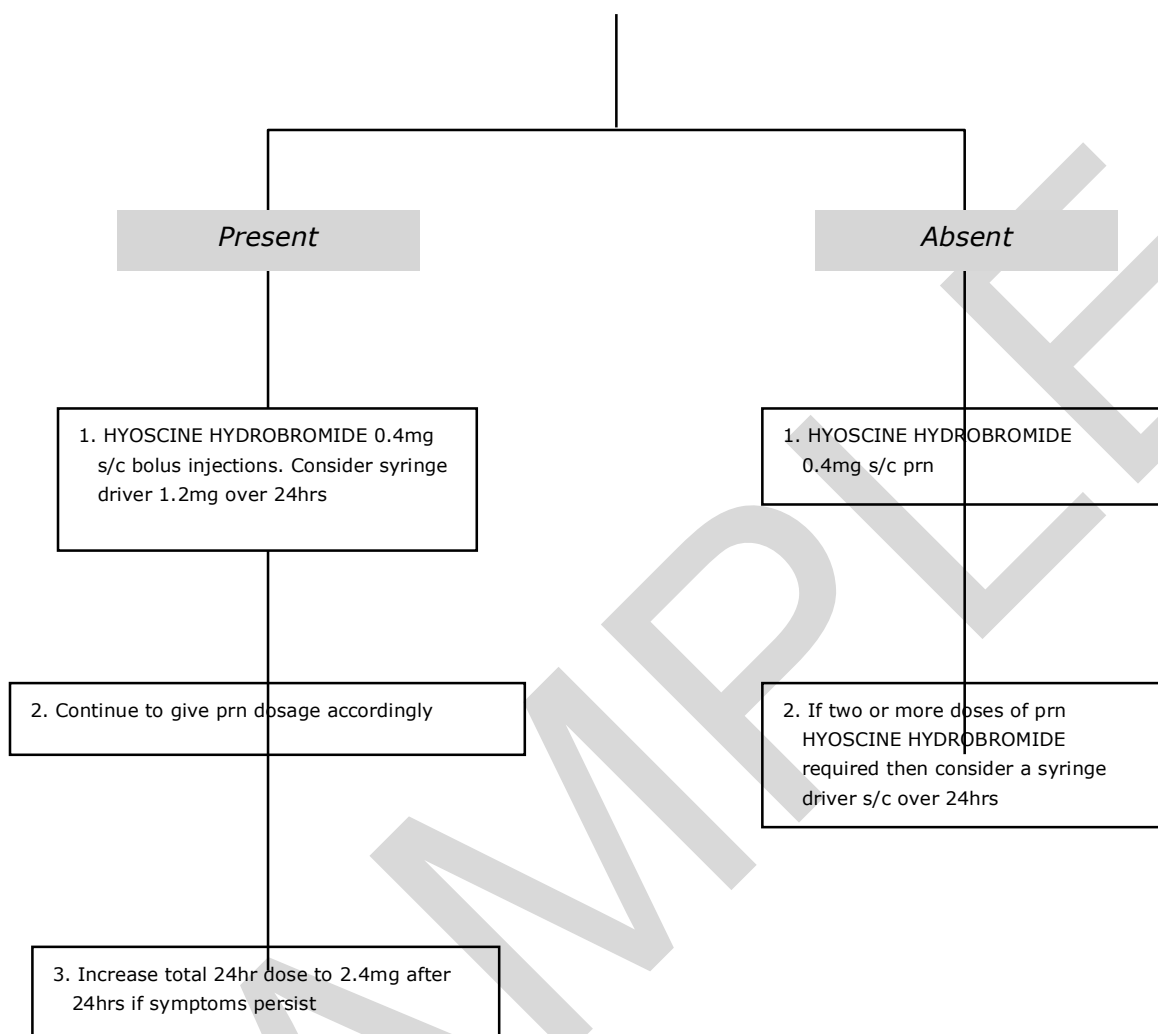 Present
Absent
1. HYOSCINE HYDROBROMIDE 0.4mg
s/c bolus injections. Consider syringe
driver 1.2mg over 24hrs
1. HYOSCINE HYDROBROMIDE
0.4mg s/c prn
2. Continue to give prn dosage accordingly
2. If two or more doses of prn
HYOSCINE HYDROBROMIDE
required then consider a syringe
driver s/c over 24hrs
3. Increase total 24hr dose to 2.4mg after
24hrs if symptoms persist
AMPLE